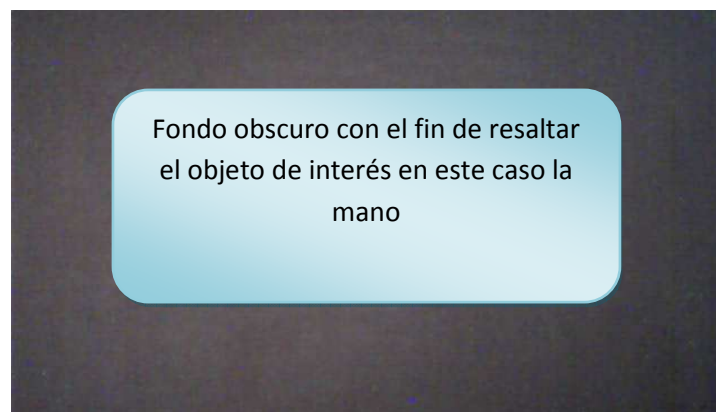 Fondo obscuro con el fin de resaltar
el objeto de interés en este caso la
mano